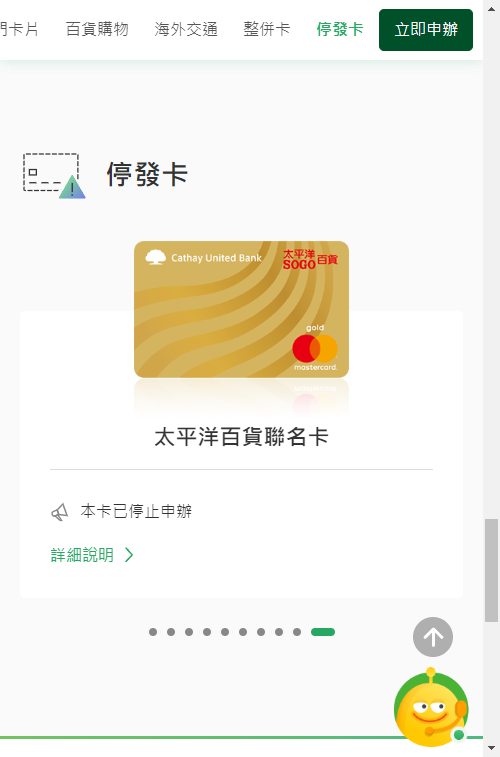 門卡片 百貨購物 海外交通 整併卡 停發卡 立即申辦
停發卡
Cathay United Bank
太平洋
SOGO 百貨
gold
mastercard.
太平洋百貨聯名卡
本卡已停止申辦
詳細說明